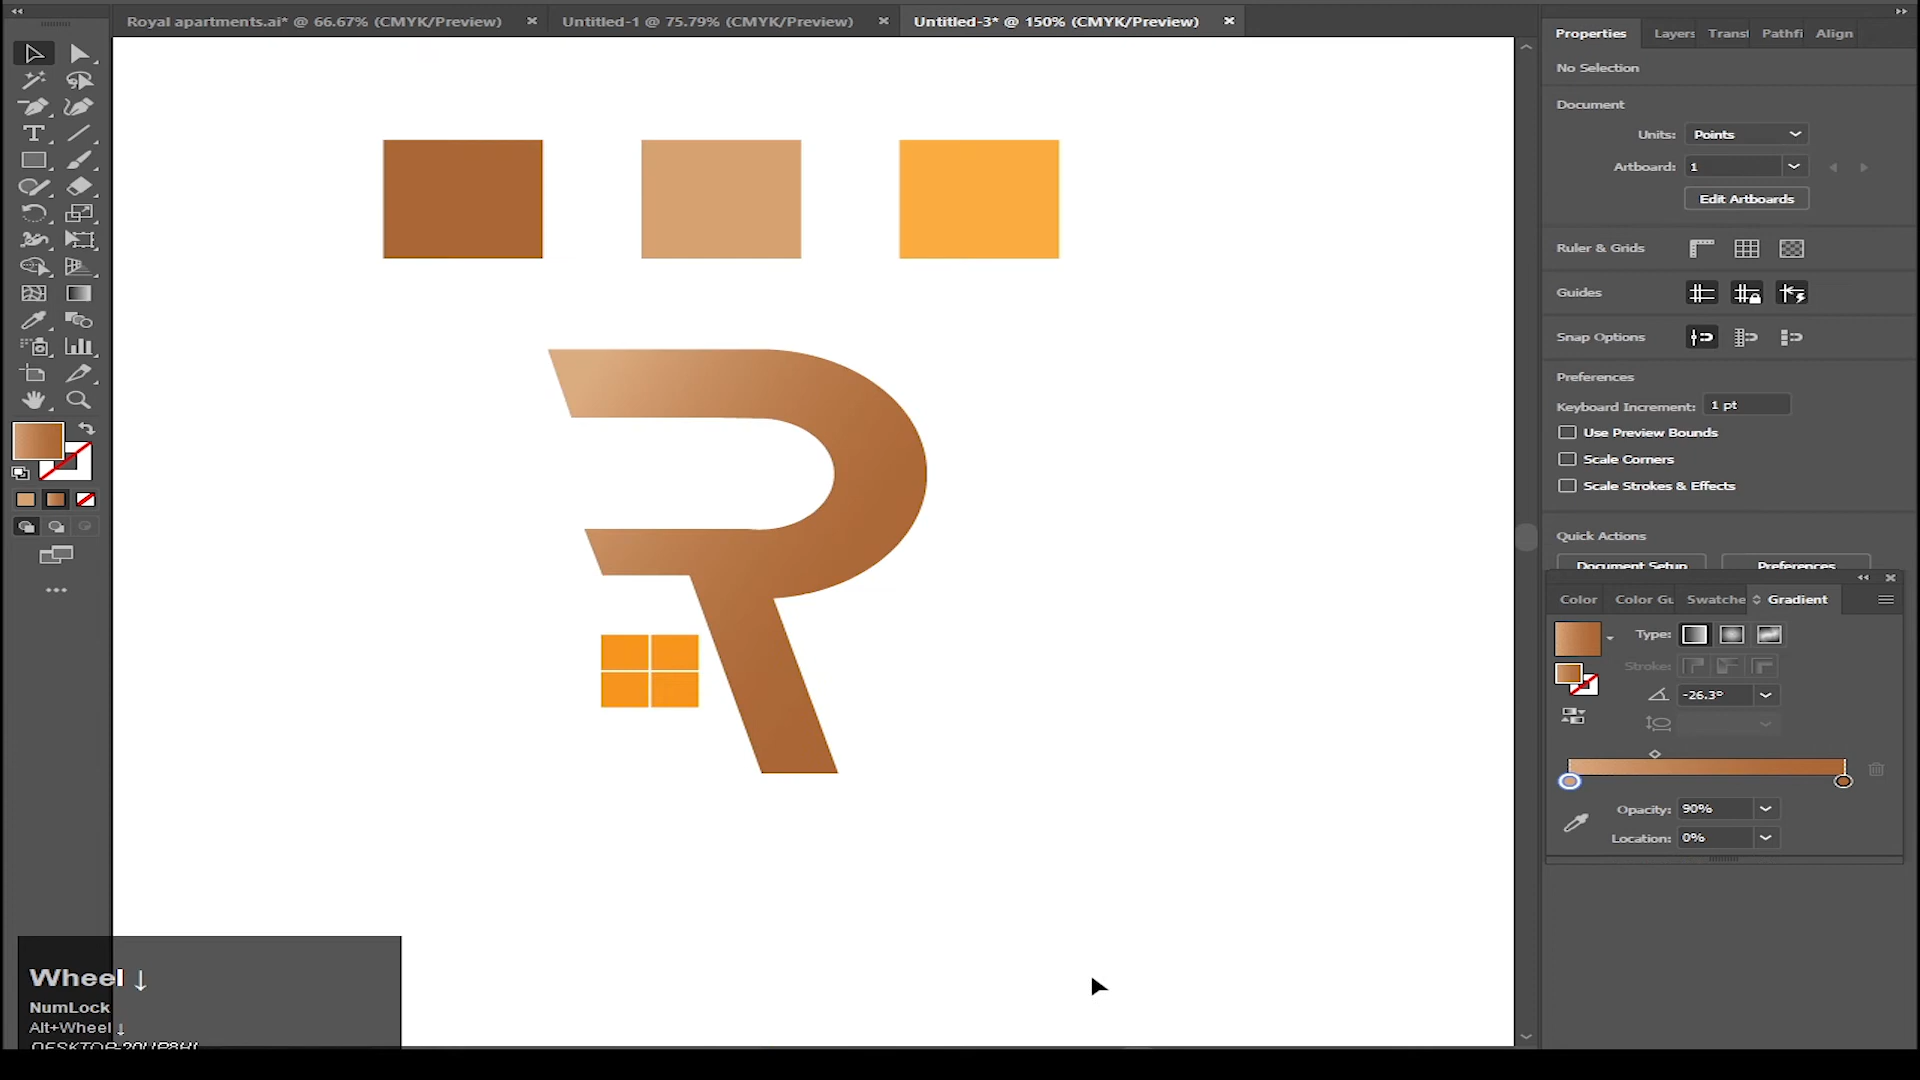 Royal apartments.ai* @ 66.67% (CMYK/Preview)
Untitled-1 @ 75.79% (CMYK/Preview)
Untitled-3* @ 150% (CMYK/Preview)
Properties
Layers
Transf
Pathfi
Align
No Selection
Document
Units: Points
Artboard: 1
Edit Artboards
Ruler & Grids
Guides
Snap Options
Preferences
Keyboard Increment: 1 pt
Use Preview Bounds
Scale Corners
Scale Strokes & Effects
Quick Actions
Document Setup
Preferences
Color
Color Gu
Swatche
Gradient
Type:
Stroke:
-26.3°
Opacity: 90%
Location: 0%
R
Wheel ↓
NumLock
Alt+Wheel ↓